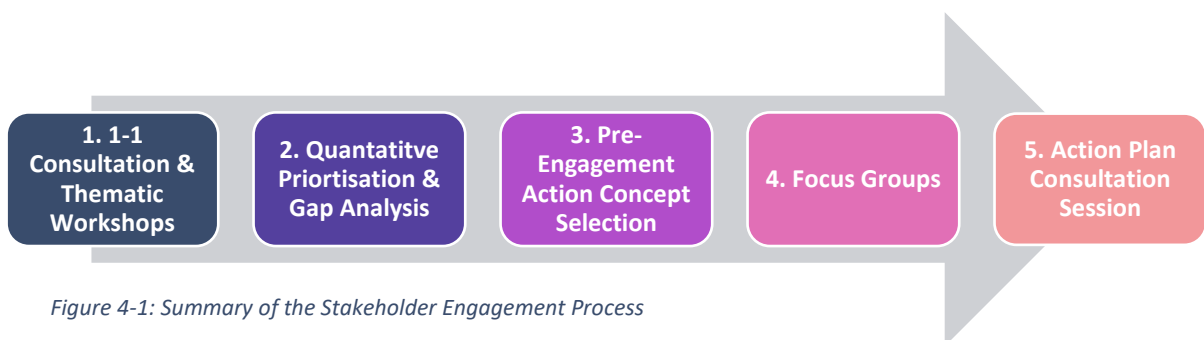 1. 1-1
Consultation &
Thematic
Workshops
2. Quantatitve
Priortisation &
Gap Analysis
3. Pre-
Engagement
Action Concept
Selection
4. Focus Groups
5. Action Plan
Consultation
Session
Figure 4-1: Summary of the Stakeholder Engagement Process